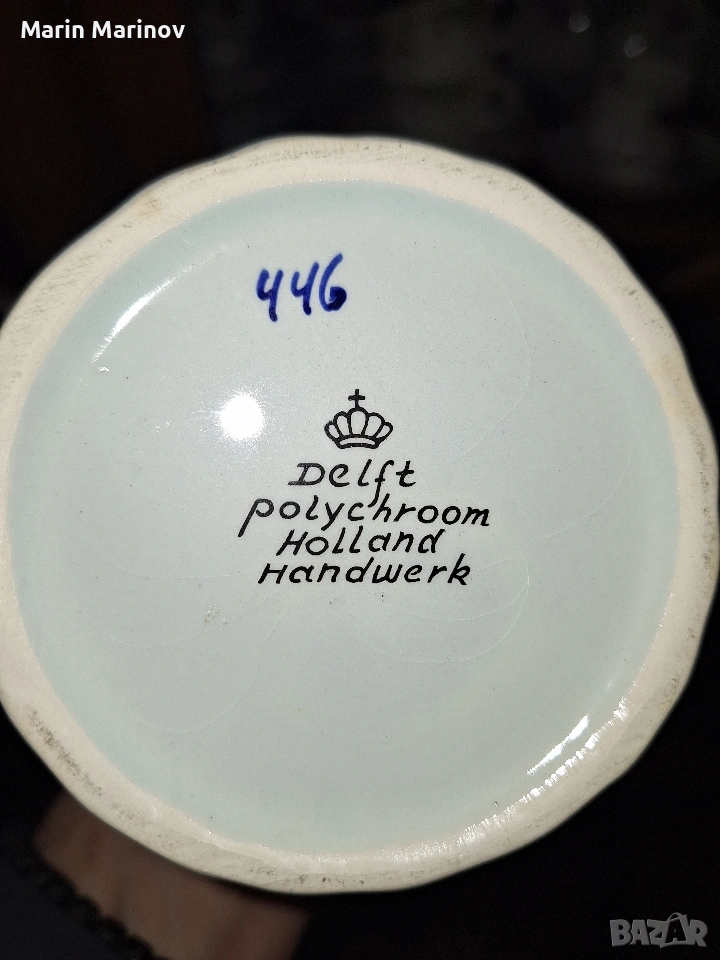 Marin Marinov
446
Delft
polychroom
Holland
Handwerk
BAZAR